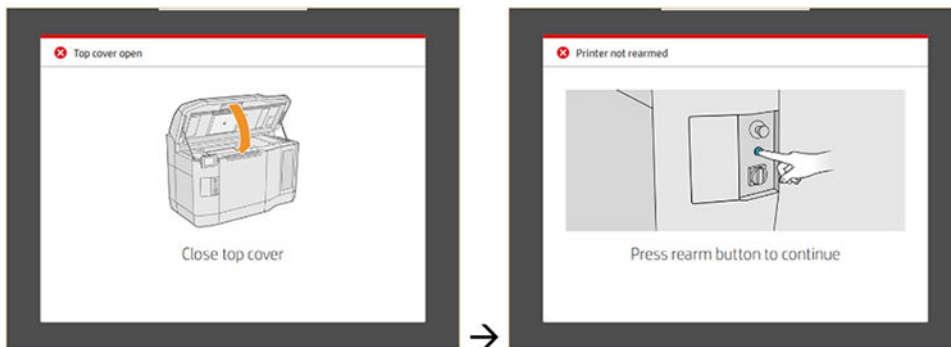 Top cover open
Close top cover
Printer not rearmed
Press rearm button to continue